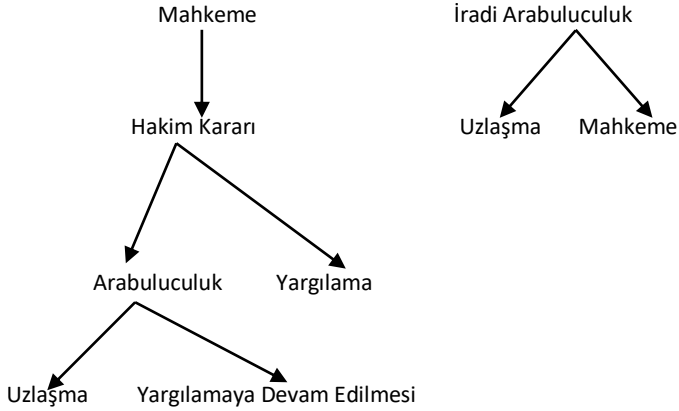 Mahkeme
İradi Arabuluculuk
Hakim Kararı
Uzlaşma
Mahkeme
Arabuluculuk
Yargılama
Uzlaşma
Yargılamaya Devam Edilmesi